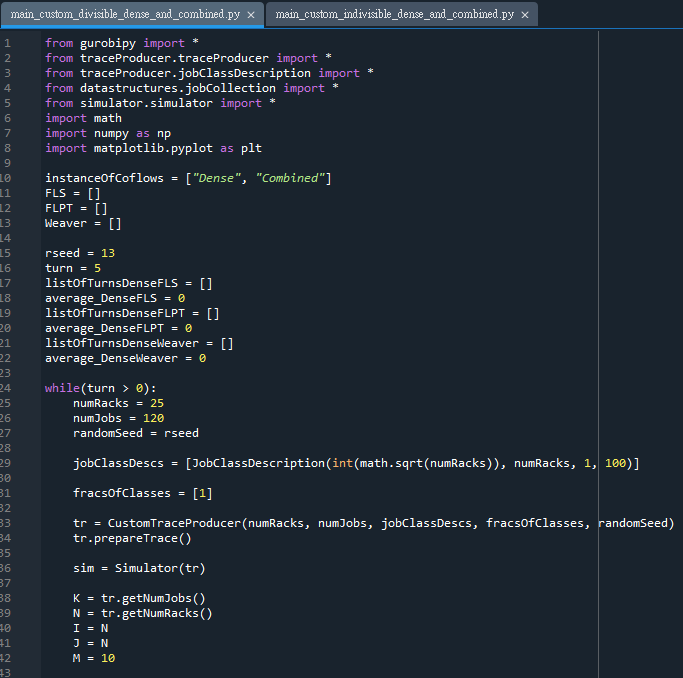 main_custom_divisible_dense_and_combined.py × main_custom_indivisible_dense_and_combined.py ×
1 from gurobipy import *
2 from traceProducer.traceProducer import *
3 from traceProducer.jobClassDescription import *
4 from datastructures.jobCollection import *
5 from simulator.simulator import *
6 import math
7 import numpy as np
8 import matplotlib.pyplot as plt
9
10 instanceOfCoflows = ["Dense", "Combined"]
11 FLS = []
12 FLPT = []
13 Weaver = []
14
15 rseed = 13
16 turn = 5
17 listOfTurnsDenseFLS = []
18 average_DenseFLS = 0
19 listOfTurnsDenseFLPT = []
20 average_DenseFLPT = 0
21 listOfTurnsDenseWeaver = []
22 average_DenseWeaver = 0
23
24 while(turn > 0):
25     numRacks = 25
26     numJobs = 120
27     randomSeed = rseed
28
29     jobClassDescs = [JobClassDescription(int(math.sqrt(numRacks)), numRacks, 1, 100)]
30
31     fracsOfClasses = [1]
32
33     tr = CustomTraceProducer(numRacks, numJobs, jobClassDescs, fracsOfClasses, randomSeed)
34     tr.prepareTrace()
35
36     sim = Simulator(tr)
37
38     K = tr.getNumJobs()
39     N = tr.getNumRacks()
40     I = N
41     J = N
42     M = 10
43